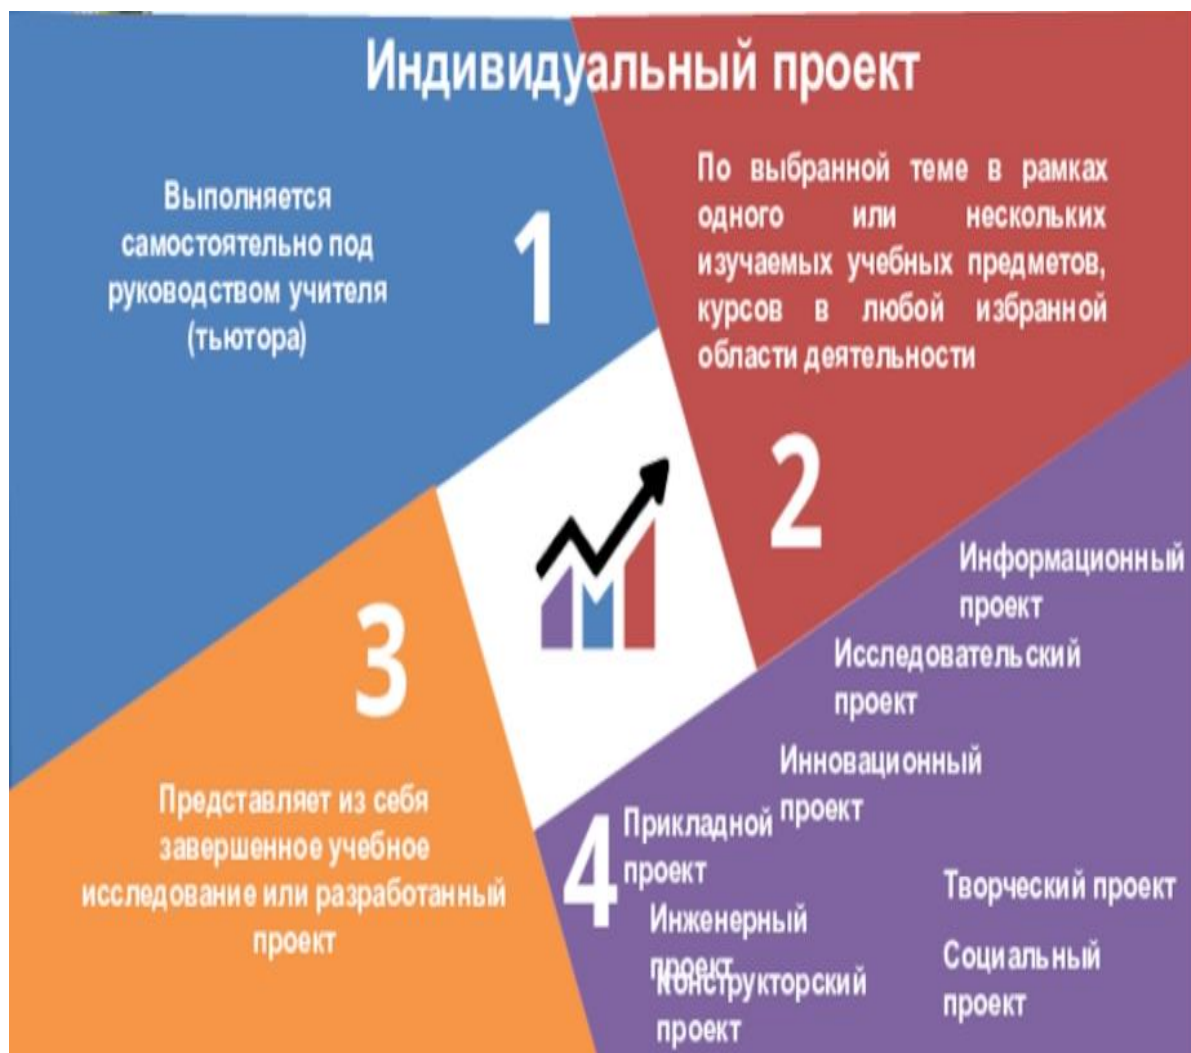 Индивидуальный проект
Выполняется
самостоятельно под
руководством учителя
(тьютора)
1
По выбранной теме в рамках
одного или нескольких
изучаемых учебных предметов,
курсов в любой избранной
области деятельности
2
3
Представляет из себя
завершенное учебное
исследование или разработанный
проект
4
Информационный
проект
Исследовательский
проект
Инновационный
проект
Прикладной
проект
Инженерный
проект
Конструкторский
проект
Творческий проект
Социальный
проект